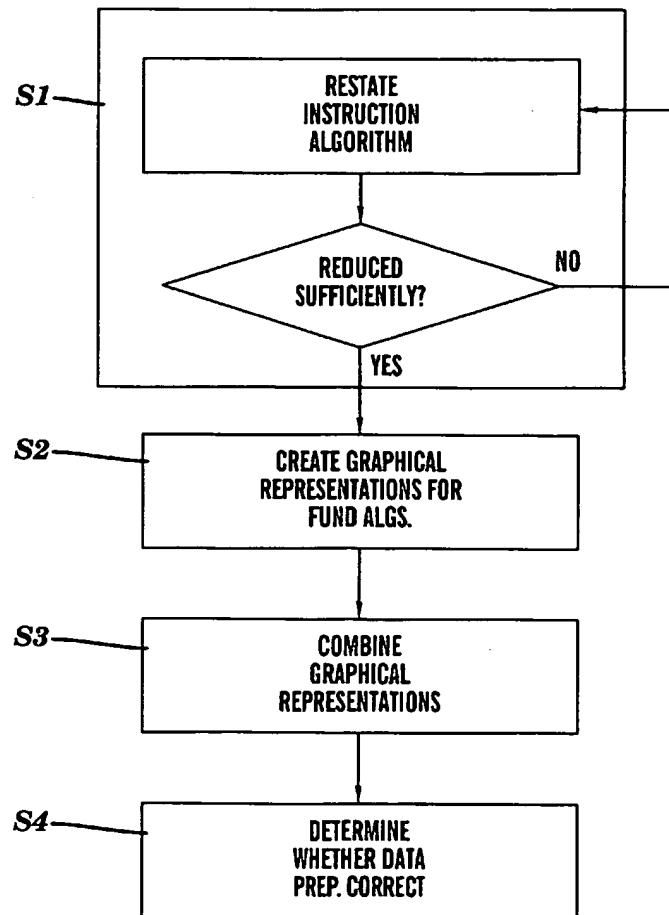 S1
RESTATE
INSTRUCTION
ALGORITHM
REDUCED
SUFFICIENTLY?
NO
YES
S2
CREATE GRAPHICAL
REPRESENTATIONS FOR
FUND ALGS.
S3
COMBINE
GRAPHICAL
REPRESENTATIONS
S4
DETERMINE
WHETHER DATA
PREP. CORRECT